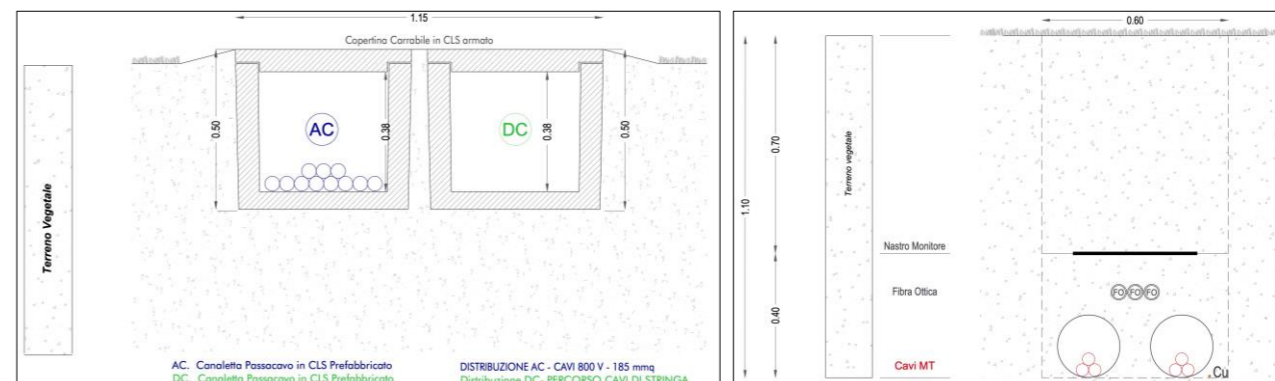 1.15
Copertina Carrabile in CLS armato
0.50
AC
0.38
DC
0.38
0.50
Terreno Vegetale
AC. Canaletta Passacavo in CLS Prefabbricato
DISTRIBUZIONE AC - CAVI 800 V - 185 mmq
DC. Canaletta Passacavo in CLS Prefabbricato
Distribuzione DC- PERCORSO CAVI DI STRINGA
0.60
1.10
0.70
Terreno vegetale
Nastro Monitore
0.40
Fibra Ottica
FO FO FO
Cavi MT
Cu